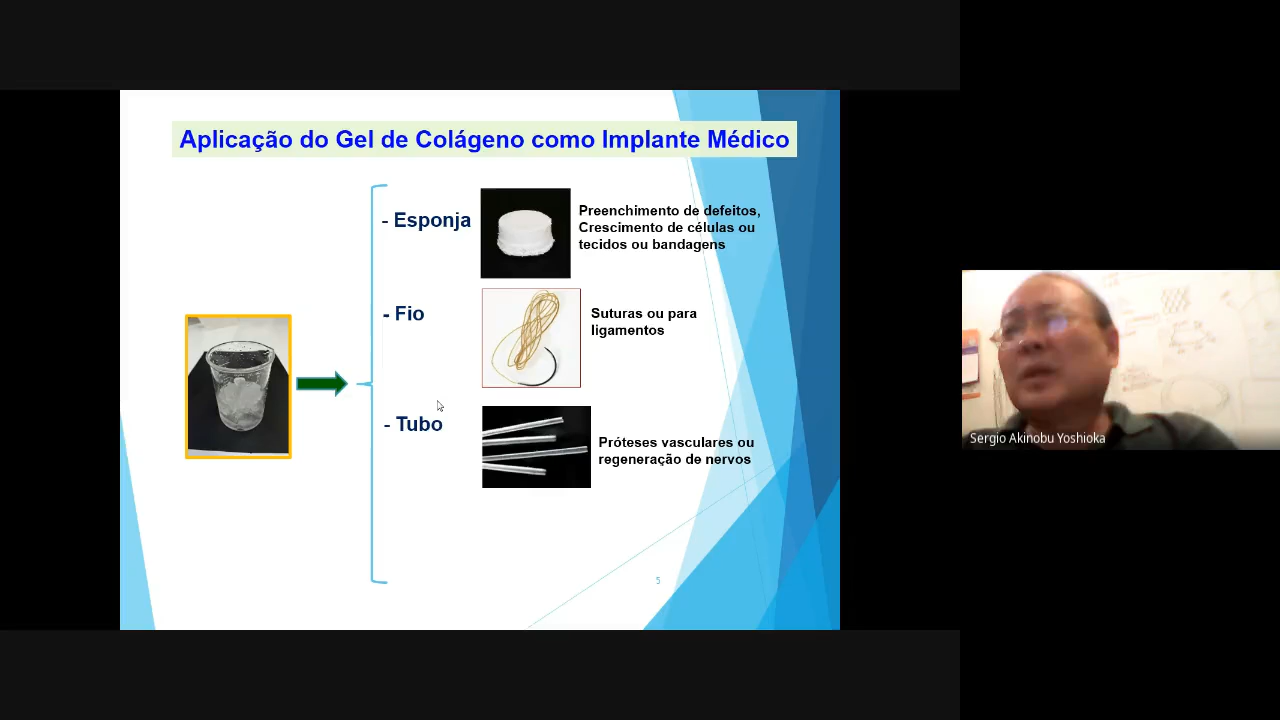 Aplicação do Gel de Colágeno como Implante Médico
- Esponja
Preenchimento de defeitos,
Crescimento de células ou
tecidos ou bandagens
- Fio
Suturas ou para
ligamentos
- Tubo
Próteses vasculares ou
regeneração de nervos
5
Sergio Akinobu Yoshioka